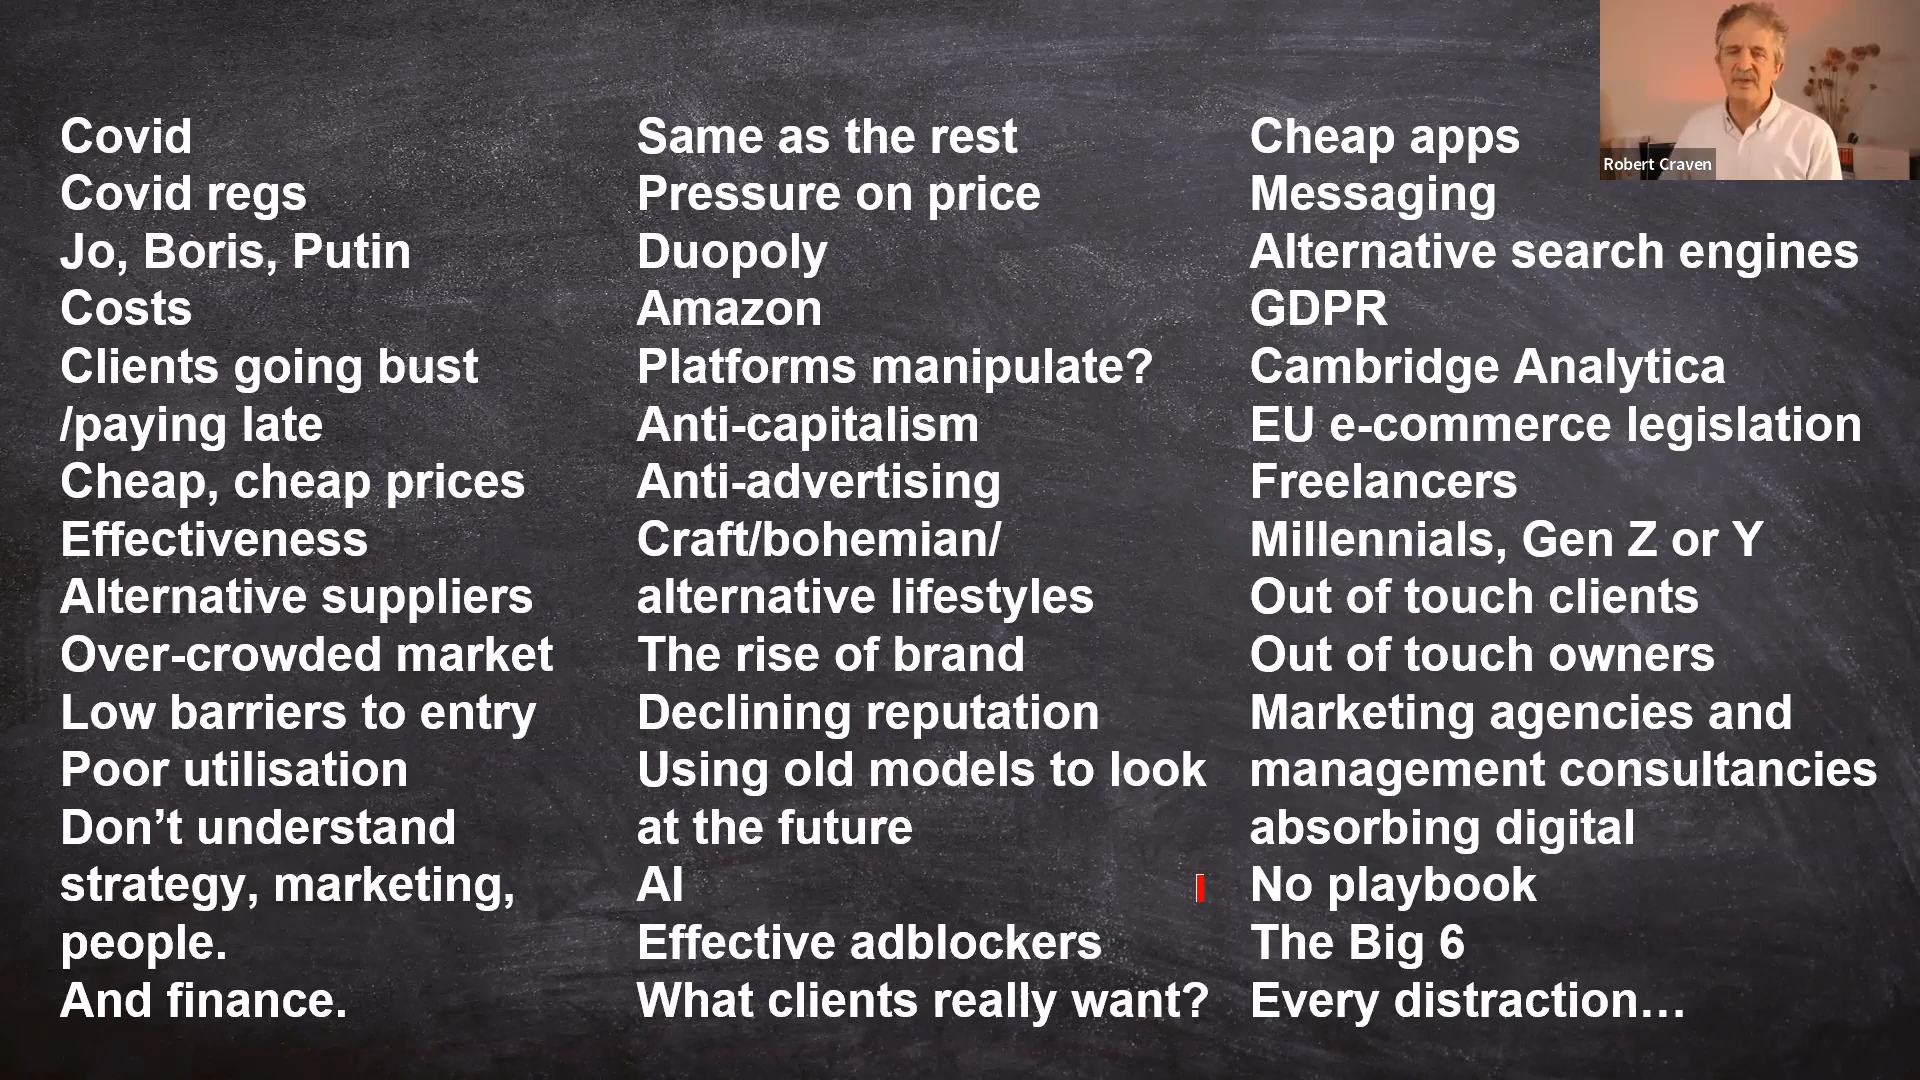 Covid
Covid regs
Jo, Boris, Putin
Costs
Clients going bust
/paying late
Cheap, cheap prices
Effectiveness
Alternative suppliers
Over-crowded market
Low barriers to entry
Poor utilisation
Don’t understand
strategy, marketing,
people.
And finance.
Same as the rest
Pressure on price
Duopoly
Amazon
Platforms manipulate?
Anti-capitalism
Anti-advertising
Craft/bohemian/
alternative lifestyles
The rise of brand
Declining reputation
Using old models to look
at the future
AI
Effective adblockers
What clients really want?
Cheap apps
Messaging
Alternative search engines
GDPR
Cambridge Analytica
EU e-commerce legislation
Freelancers
Millennials, Gen Z or Y
Out of touch clients
Out of touch owners
Marketing agencies and
management consultancies
absorbing digital
No playbook
The Big 6
Every distraction…
Robert Craven